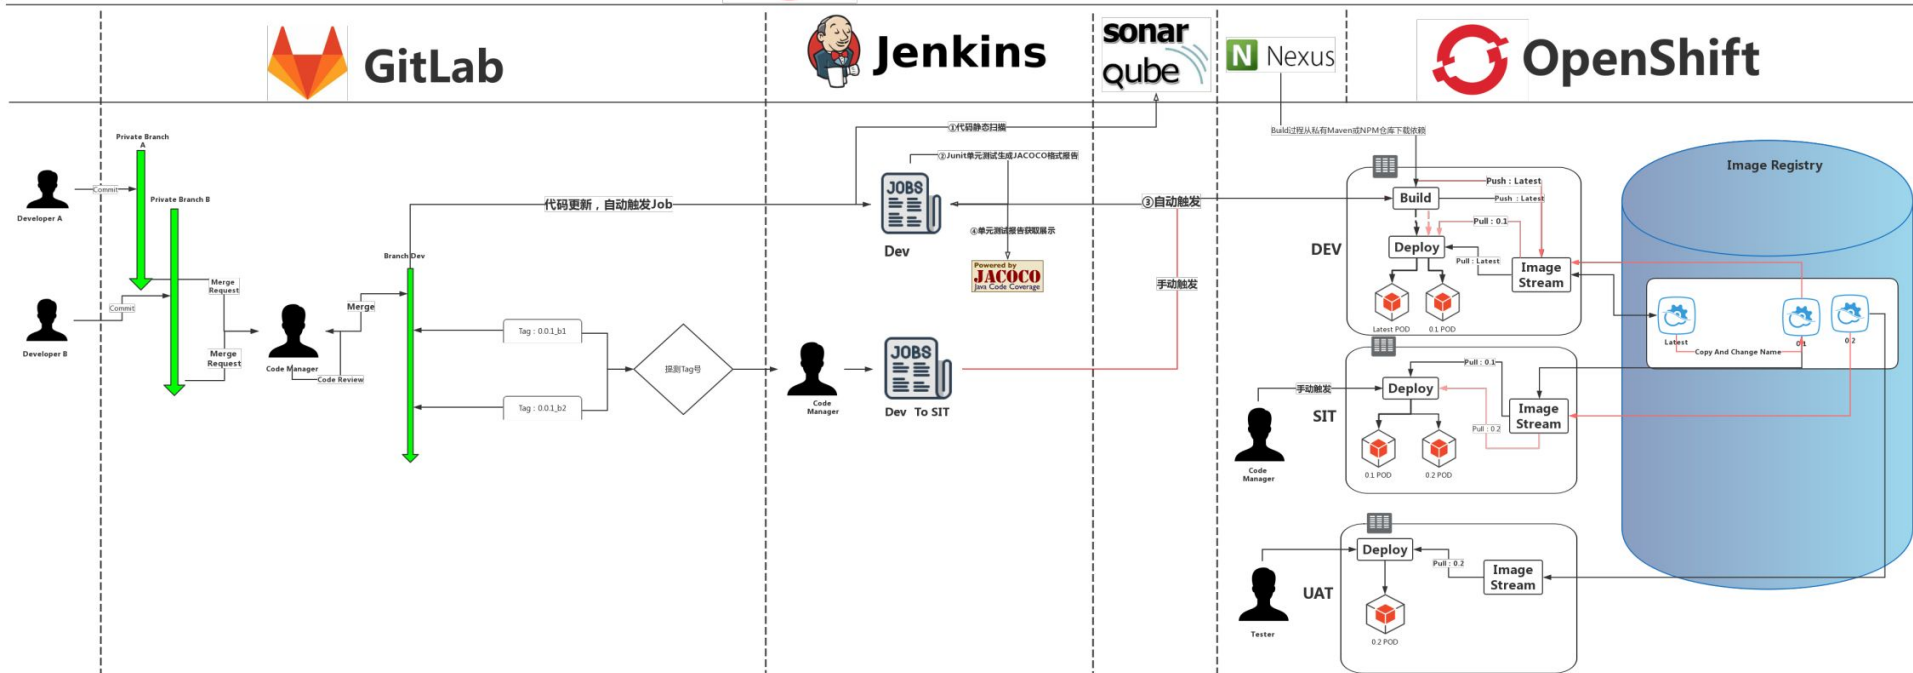 GitLab
Jenkins
sonar
qube
N Nexus
OpenShift
Private Branch
A
Private Branch B
Commit
Developer A
Commit
Developer B
Merge
Request
Merge
Request
Code Manager
Code Review
Merge
Branch Dev
代码更新，自动触发Job
Tag：0.0.1_b1
Tag：0.0.1_b2
探测Tag号
①代码静态扫描
②Junit单元测试生成JACOCO格式报告
JOBS
Dev
③自动触发
④单元测试报告获取展示
Powered by
JACOCO
Java Code Coverage
手动触发
Code
Manager
JOBS
Dev To SIT
Build过程从私有Maven或NPM仓库下载依赖
DEV
Build
Push：Latest
Push：Latest
Pull：0.1
Deploy
Pull：Latest
Image
Stream
Latest POD
0.1 POD
Image Registry
Latest
0.1
0.2
Copy And Change Name
手动触发
Code
Manager
SIT
Deploy
Pull：0.1
Pull：0.2
Image
Stream
0.1 POD
0.2 POD
Tester
UAT
Deploy
Pull：0.2
Image
Stream
0.2 POD